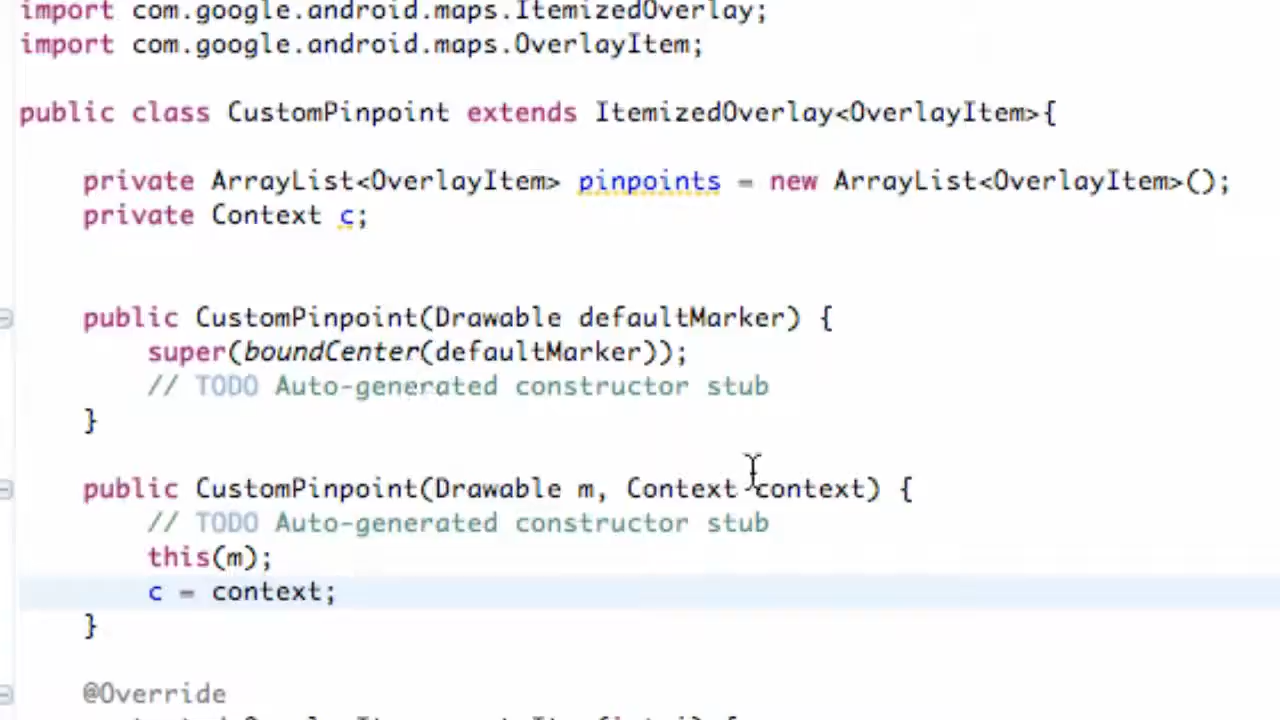 import com.google.android.maps.ItemizedOverlay;
import com.google.android.maps.OverlayItem;
public class CustomPinpoint extends ItemizedOverlay<OverlayItem>{
private ArrayList<OverlayItem> pinpoints = new ArrayList<OverlayItem>();
private Context c;
public CustomPinpoint(Drawable defaultMarker) {
super(boundCenter(defaultMarker));
// TODO Auto-generated constructor stub
}
public CustomPinpoint(Drawable m, Context context) {
// TODO Auto-generated constructor stub
this(m);
c = context;
}
@Override